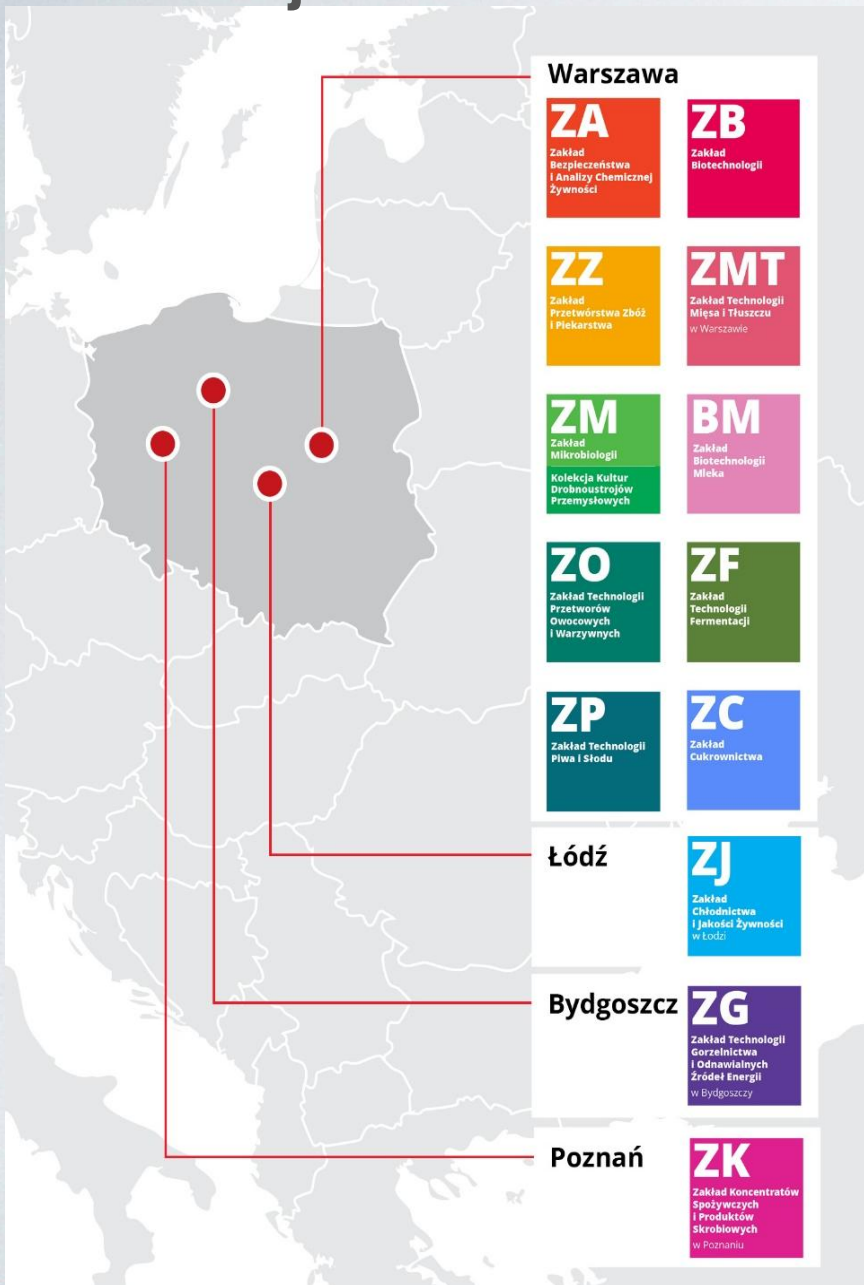 Warszawa
ZA
Zakład
Bezpieczeństwa
i Analizy Chemicznej
Żywności
ZB
Zakład
Biotechnologii
ZZ
Zakład
Przetwórstwa Zbóż
i Piekarstwa
ZMT
Zakład Technologii
Mięsa i Tłuszczu
w Warszawie
ZM
Zakład
Mikrobiologii
Kolekcja Kultur
Drobnoustrojów
Przemysłowych
BM
Zakład
Biotechnologii
Mleka
ZO
Zakład Technologii
Przetworów
Owocowych
i Warzywnych
ZF
Zakład
Technologii
Fermentacji
ZP
Zakład Technologii
Piwa i Słodu
ZC
Zakład
Cukrownictwa
Łódź
ZJ
Zakład
Chłodnictwa
i Jakości Żywności
w Łodzi
Bydgoszcz
ZG
Zakład Technologii
Gorzelnictwa
i Odnawialnych
Źródeł Energii
w Bydgoszczy
Poznań
ZK
Zakład Koncentratów
Spożywczych
i Produktów
Skrobiowych
w Poznaniu